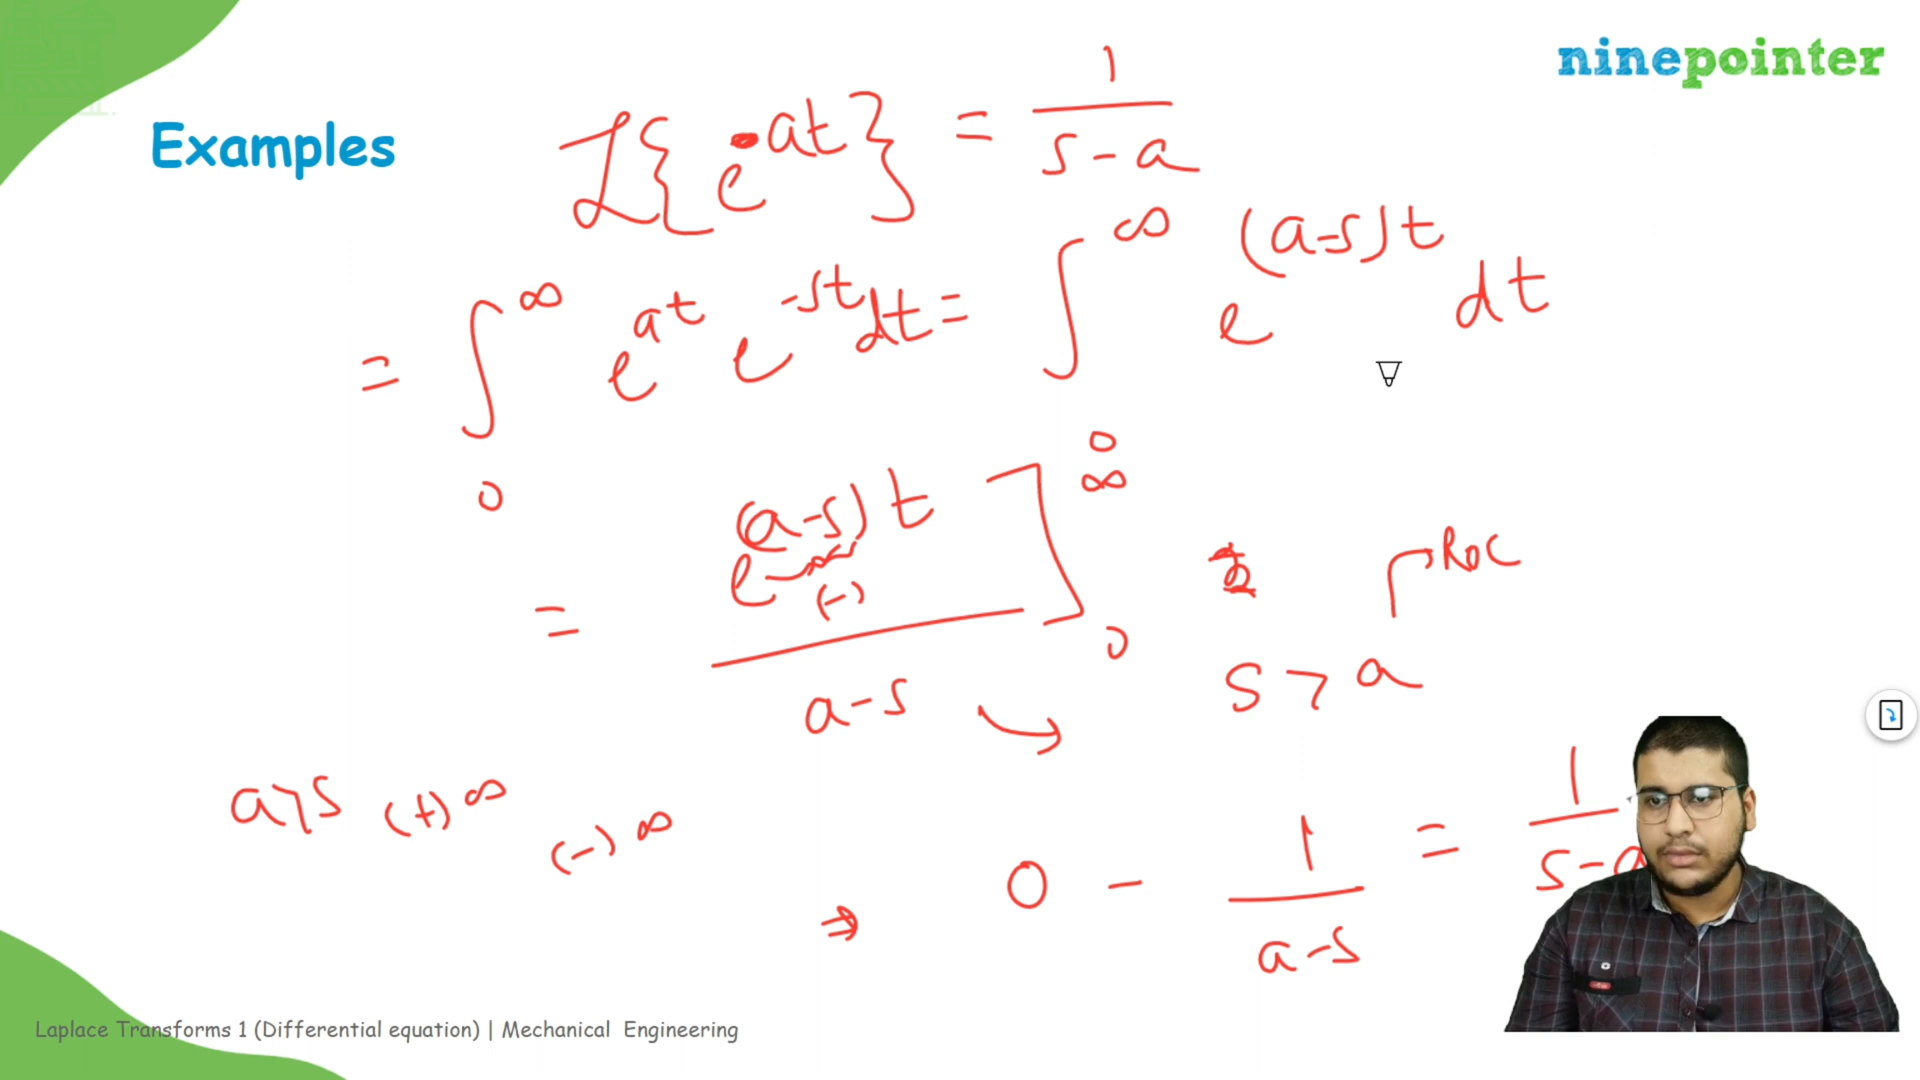 ninepointer
Examples
ℒ{e^{at}} = 1/(s-a)
= ∫_0^∞ e^{at} e^{-st} dt = ∫^∞ e^{(a-s)t} dt
= e^{(a-s)t} (-) / (a-s) ]_0^∞ 0
ROC
s > a
a>s (+)∞ (-)∞
⇒ 0 - 1/(a-s) = 1/(s-a
Laplace Transforms 1 (Differential equation) | Mechanical Engineering